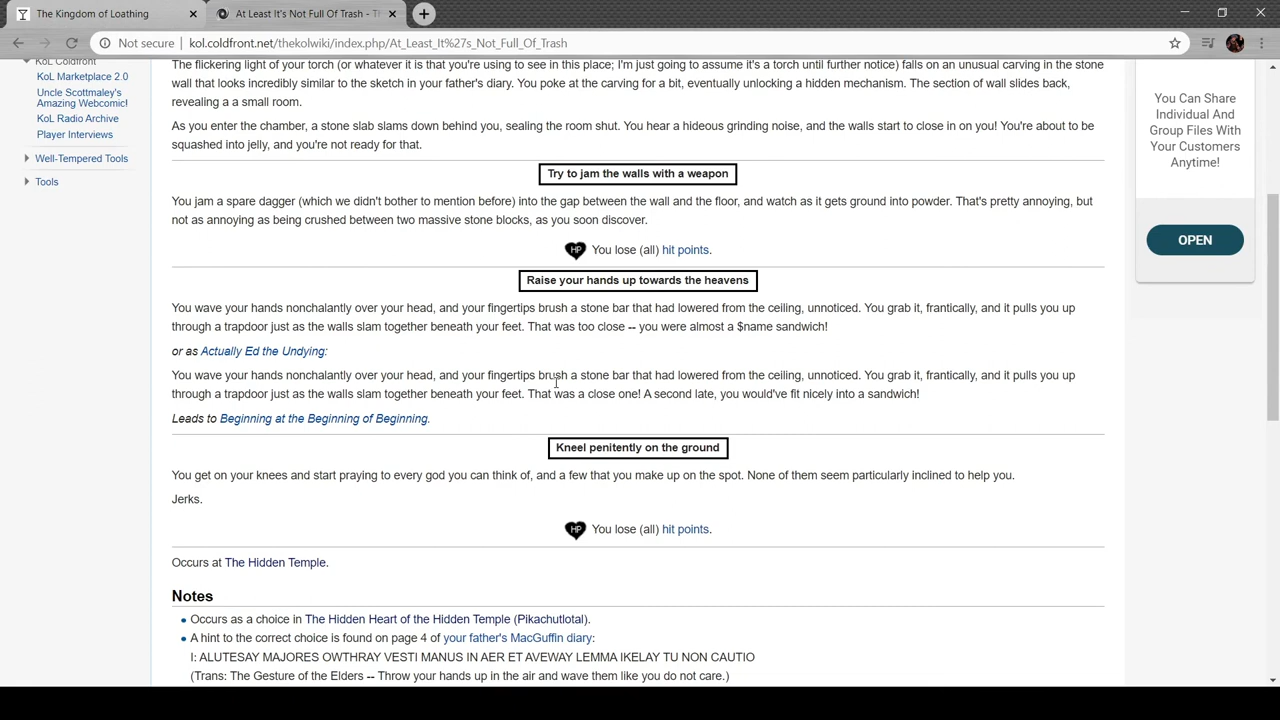 The Kingdom of Loathing
At Least It's Not Full Of Trash - T
Not secure
kol.coldfront.net/thekolwiki/index.php/At_Least_It%27s_Not_Full_Of_Trash
KoL Coldfront
KoL Marketplace 2.0
Uncle Scottmaley's
Amazing Webcomic!
KoL Radio Archive
Player Interviews
Well-Tempered Tools
Tools
The flickering light of your torch (or whatever it is that you're using to see in this place; I'm just going to assume it's a torch until further notice) falls on an unusual carving in the stone
wall that looks incredibly similar to the sketch in your father's diary. You poke at the carving for a bit, eventually unlocking a hidden mechanism. The section of wall slides back,
revealing a a small room.
As you enter the chamber, a stone slab slams down behind you, sealing the room shut. You hear a hideous grinding noise, and the walls start to close in on you! You're about to be
squashed into jelly, and you're not ready for that.
Try to jam the walls with a weapon
You jam a spare dagger (which we didn't bother to mention before) into the gap between the wall and the floor, and watch as it gets ground into powder. That's pretty annoying, but
not as annoying as being crushed between two massive stone blocks, as you soon discover.
HP You lose (all) hit points.
Raise your hands up towards the heavens
You wave your hands nonchalantly over your head, and your fingertips brush a stone bar that had lowered from the ceiling, unnoticed. You grab it, frantically, and it pulls you up
through a trapdoor just as the walls slam together beneath your feet. That was too close -- you were almost a $name sandwich!
or as Actually Ed the Undying:
You wave your hands nonchalantly over your head, and your fingertips brush a stone bar that had lowered from the ceiling, unnoticed. You grab it, frantically, and it pulls you up
through a trapdoor just as the walls slam together beneath your feet. That was a close one! A second late, you would've fit nicely into a sandwich!
Leads to Beginning at the Beginning of Beginning.
Kneel penitently on the ground
You get on your knees and start praying to every god you can think of, and a few that you make up on the spot. None of them seem particularly inclined to help you.
Jerks.
HP You lose (all) hit points.
Occurs at The Hidden Temple.
Notes
Occurs as a choice in The Hidden Heart of the Hidden Temple (Pikachutlotal).
A hint to the correct choice is found on page 4 of your father's MacGuffin diary:
I: ALUTESAY MAJORES OWTHRAY VESTI MANUS IN AER ET AVEWAY LEMMA IKELAY TU NON CAUTIO
(Trans: The Gesture of the Elders -- Throw your hands up in the air and wave them like you do not care.)
You Can Share
Individual And
Group Files With
Your Customers
Anytime!
OPEN